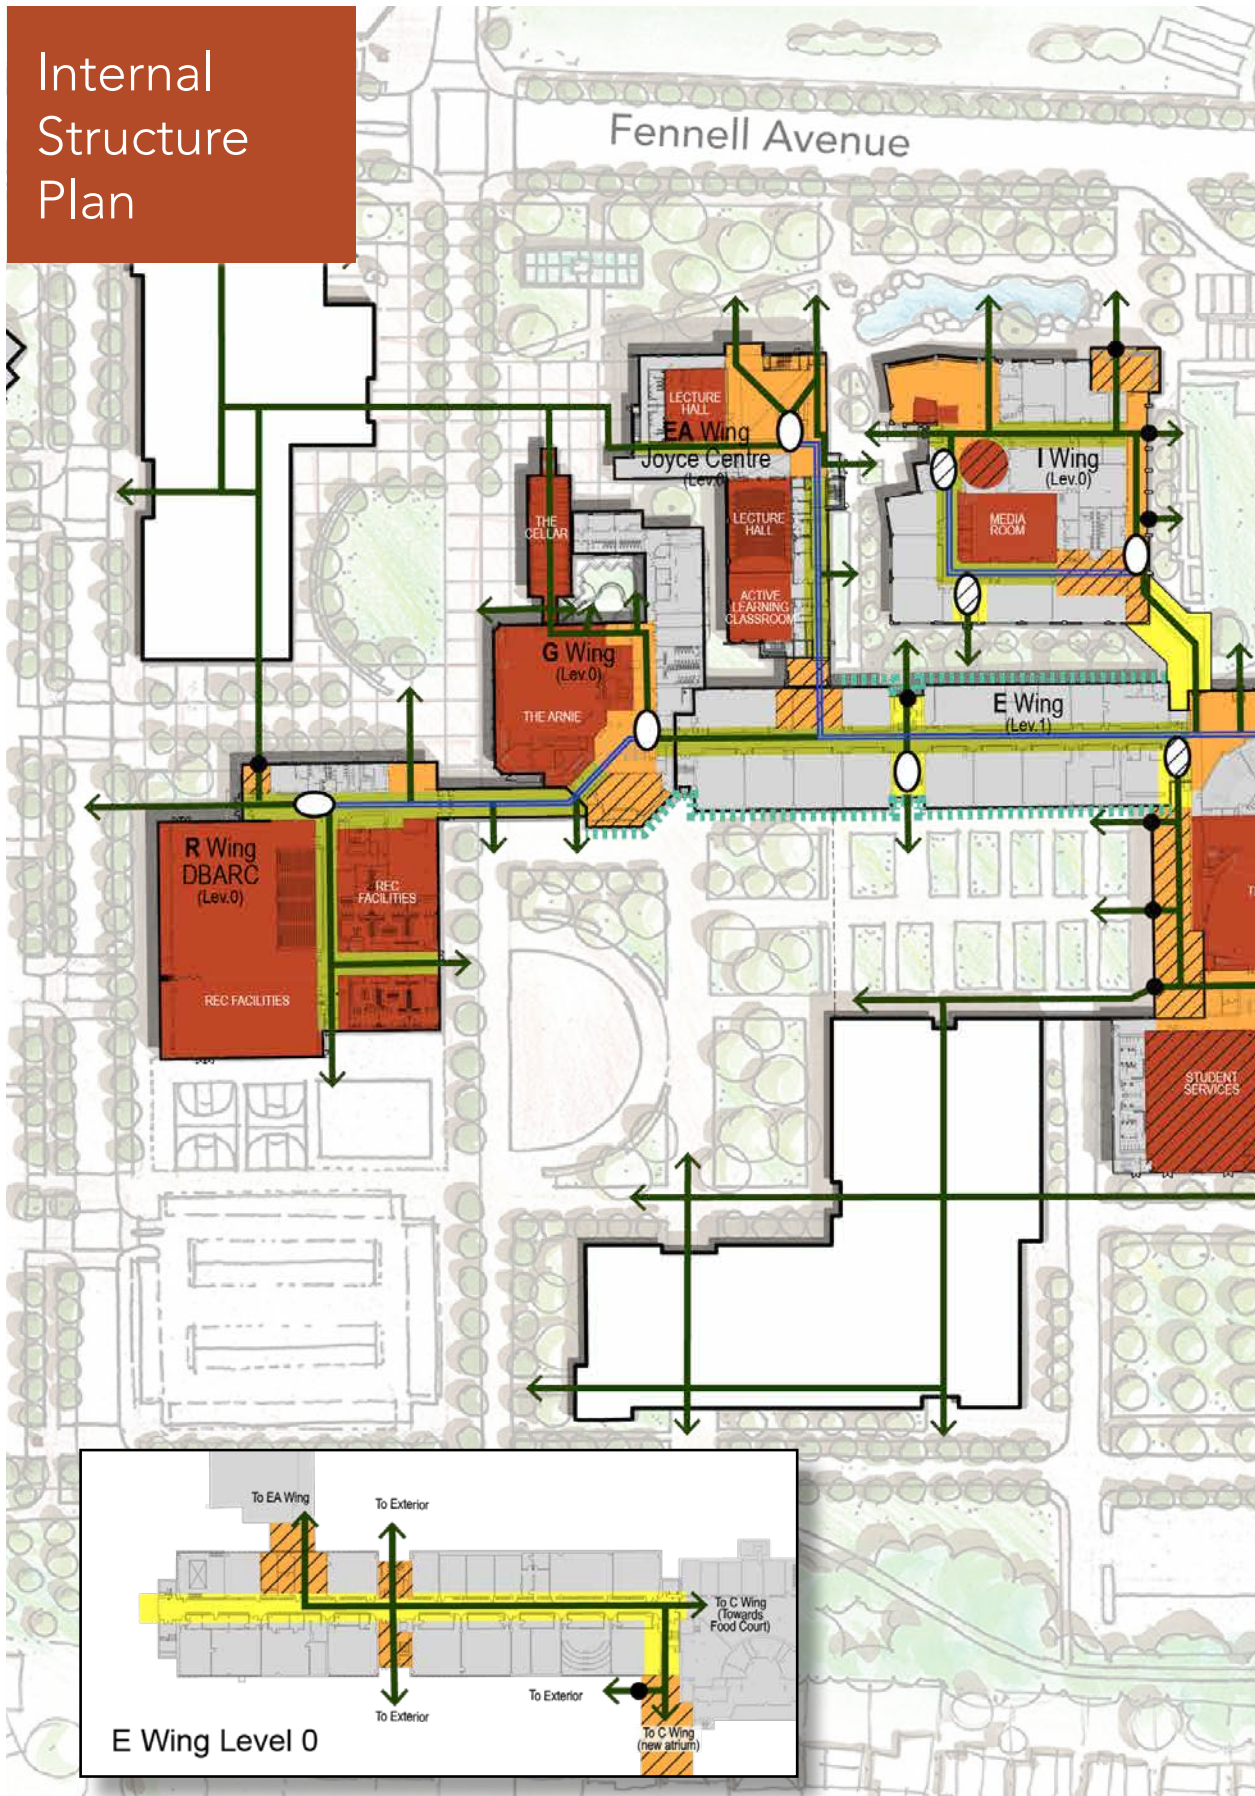 Internal
Structure
Plan
Fennell Avenue
LECTURE
HALL
EA Wing
Joyce Centre
(Lev.0)
I Wing
(Lev.0)
THE
CELLAR
LECTURE
HALL
MEDIA
ROOM
ACTIVE
LEARNING
CLASSROOM
G Wing
(Lev.0)
THE ARNIE
E Wing
(Lev.1)
R Wing
DBARC
(Lev.0)
REC
FACILITIES
REC FACILITIES
STUDENT
SERVICES
To EA Wing
To Exterior
To C Wing
(Towards
Food Court)
To Exterior
To Exterior
To C Wing
(new atrium)
E Wing Level 0